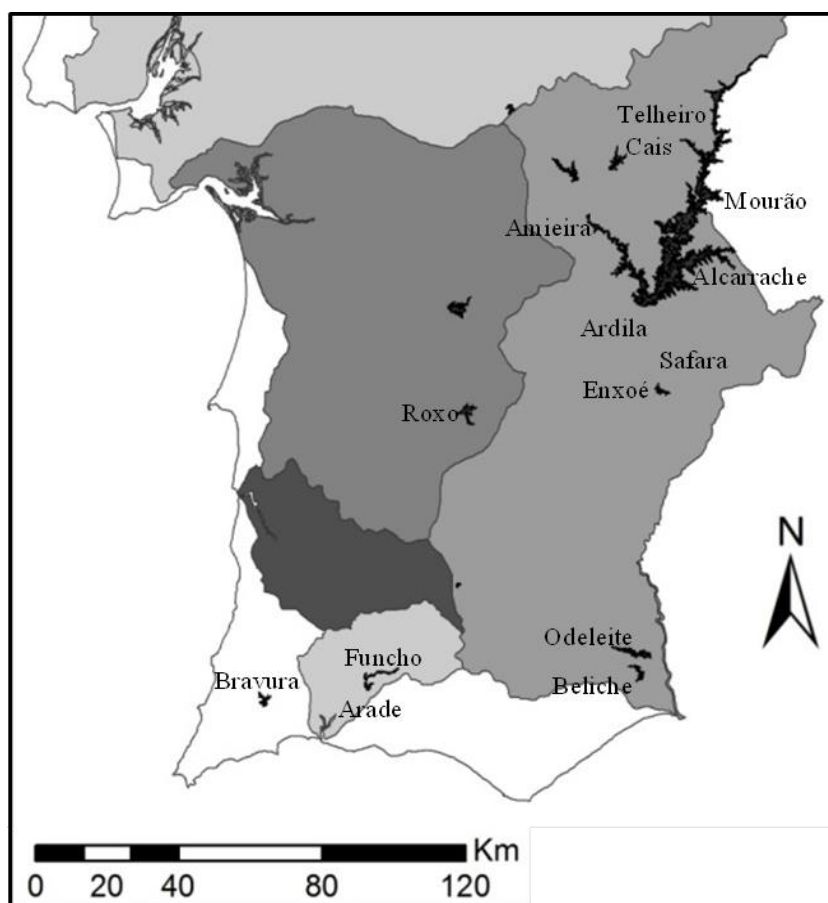 Telheiro
Cais
Mourão
Amieira
Alcarrache
Ardila
Safara
Enxoé
Roxo
N
Odeleite
Funcho
Bravura
Beliche
Arade
Km
0 20 40 80 120